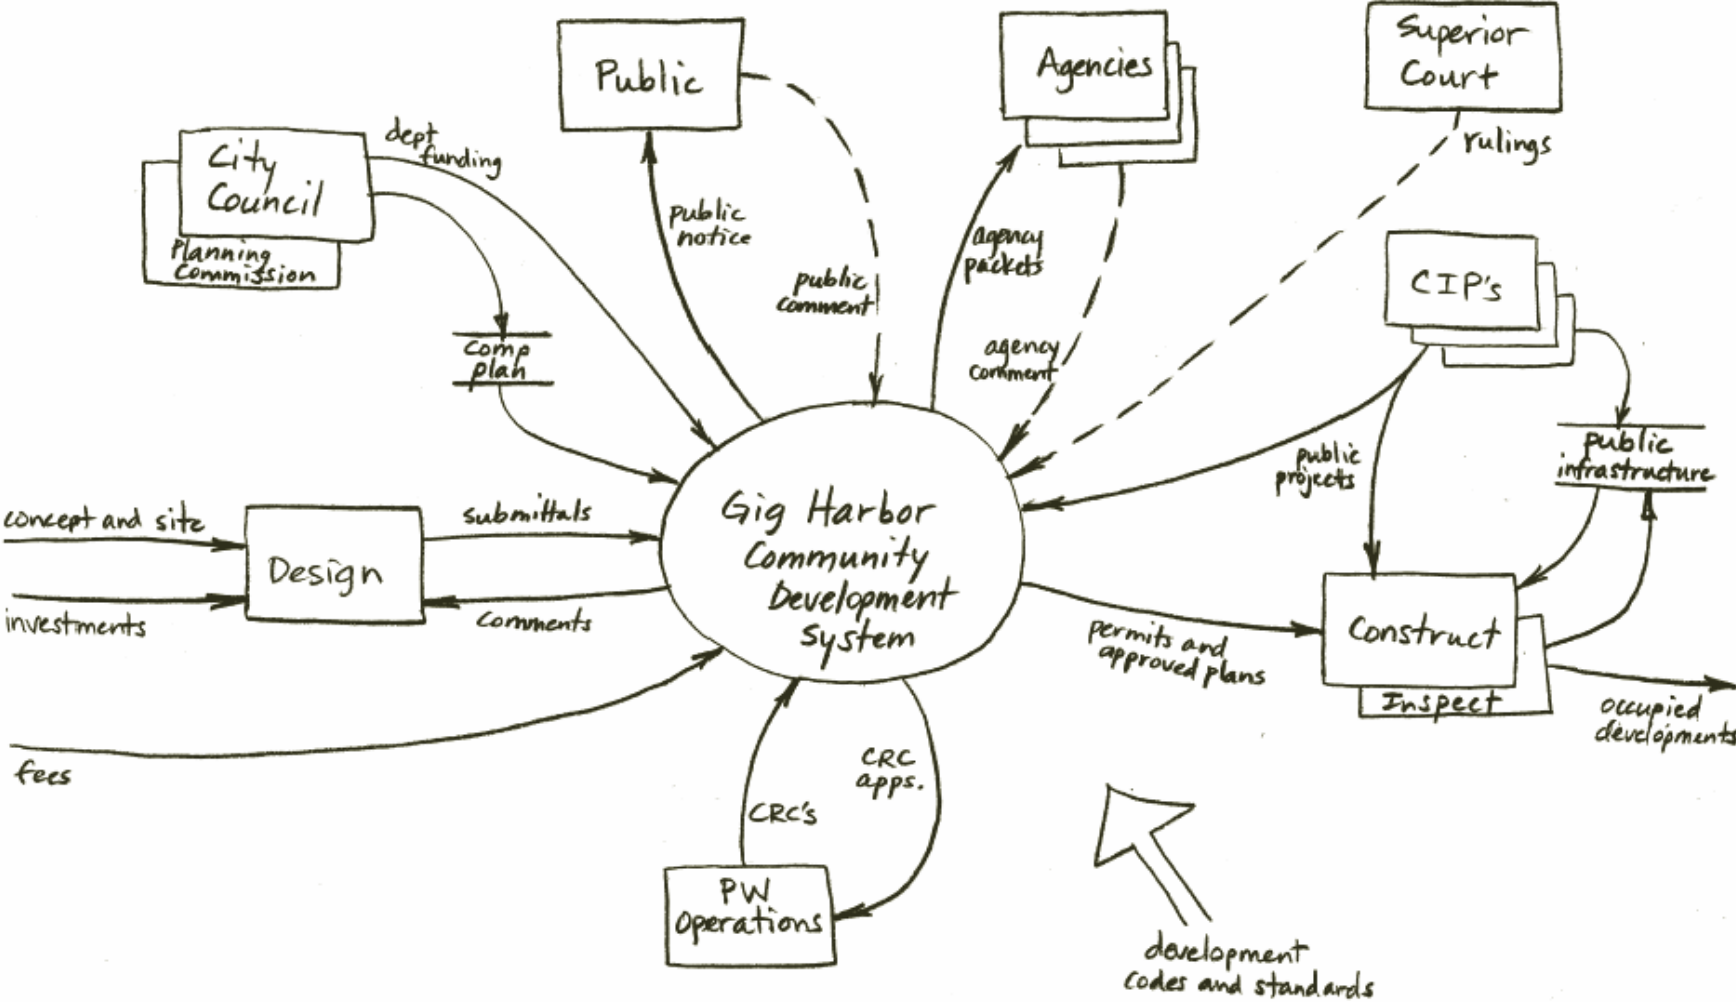 Public
Agencies
Superior
Court
City
Council
Planning
Commission
dept
funding
public
notice
public
comment
agency
packets
agency
comment
rulings
CIP's
comp
plan
public
infrastructure
public
projects
concept and site
investments
Design
submittals
comments
Gig Harbor
Community
Development
System
permits and
approved plans
Construct
Inspect
occupied
developments
fees
CRC's
CRC
apps.
PW
Operations
development
codes and standards